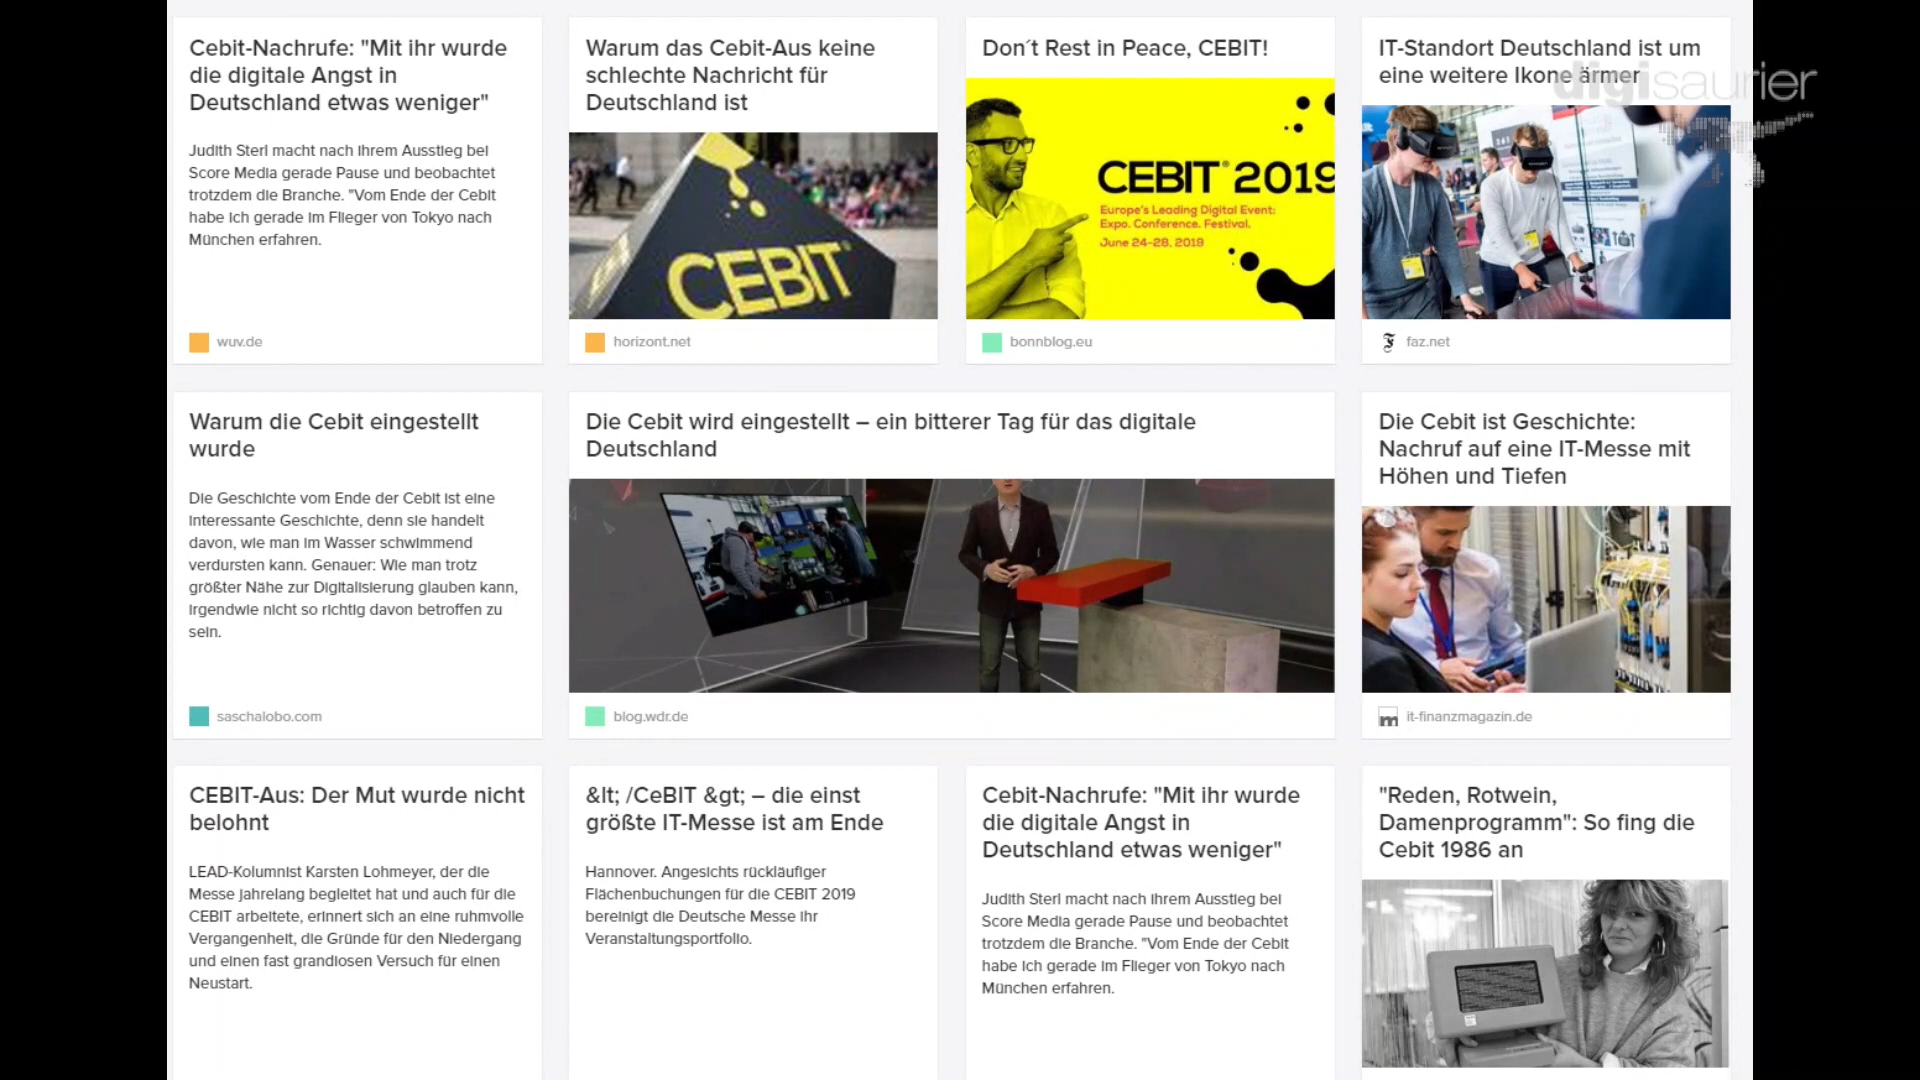 Cebit-Nachrufe: "Mit ihr wurde
die digitale Angst in
Deutschland etwas weniger"
Judith Sterl macht nach ihrem Ausstieg bei
Score Media gerade Pause und beobachtet
trotzdem die Branche. "Vom Ende der Cebit
habe ich gerade im Flieger von Tokyo nach
München erfahren.
wuv.de
Warum das Cebit-Aus keine
schlechte Nachricht für
Deutschland ist
CEBIT
horizont.net
Don´t Rest in Peace, CEBIT!
CEBIT® 2019
Europe's Leading Digital Event:
Expo. Conference. Festival.
June 24-28, 2019
bonnblog.eu
IT-Standort Deutschland ist um
eine weitere Ikone ärmer
digisaurier
faz.net
Warum die Cebit eingestellt
wurde
Die Geschichte vom Ende der Cebit ist eine
interessante Geschichte, denn sie handelt
davon, wie man im Wasser schwimmend
verdursten kann. Genauer: Wie man trotz
größter Nähe zur Digitalisierung glauben kann,
irgendwie nicht so richtig davon betroffen zu
sein.
saschalobo.com
Die Cebit wird eingestellt – ein bitterer Tag für das digitale
Deutschland
blog.wdr.de
Die Cebit ist Geschichte:
Nachruf auf eine IT-Messe mit
Höhen und Tiefen
it-finanzmagazin.de
CEBIT-Aus: Der Mut wurde nicht
belohnt
LEAD-Kolumnist Karsten Lohmeyer, der die
Messe jahrelang begleitet hat und auch für die
CEBIT arbeitete, erinnert sich an eine ruhmvolle
Vergangenheit, die Gründe für den Niedergang
und einen fast grandiosen Versuch für einen
Neustart.
&lt; /CeBIT &gt; – die einst
größte IT-Messe ist am Ende
Hannover. Angesichts rückläufiger
Flächenbuchungen für die CEBIT 2019
bereinigt die Deutsche Messe ihr
Veranstaltungsportfolio.
Cebit-Nachrufe: "Mit ihr wurde
die digitale Angst in
Deutschland etwas weniger"
Judith Sterl macht nach ihrem Ausstieg bei
Score Media gerade Pause und beobachtet
trotzdem die Branche. "Vom Ende der Cebit
habe ich gerade im Flieger von Tokyo nach
München erfahren.
"Reden, Rotwein,
Damenprogramm": So fing die
Cebit 1986 an